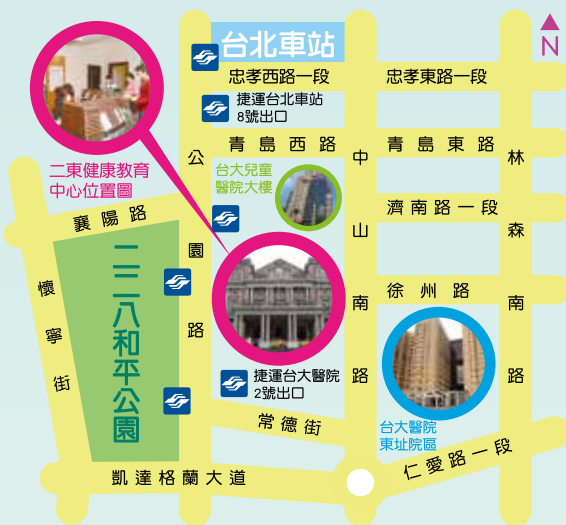 台北車站
N
忠孝西路一段
忠孝東路一段
捷運台北車站
8號出口
青島西路
青島東路
二東健康教育
中心位置圖
台大兒童
醫院大樓
公園路
中山南路
林森南路
濟南路一段
襄陽路
懷寧街
二二八和平公園
徐州路
捷運台大醫院
2號出口
常德街
台大醫院
東址院區
仁愛路一段
凱達格蘭大道